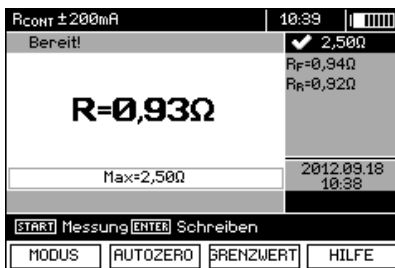 RCONT ±200mA 10:39
Bereit! ✔ 2,50Ω
RF=0,94Ω
RR=0,92Ω
R=0,93Ω
Max=2,50Ω
2012.09.18
10:38
START Messung ENTER Schreiben
MODUS AUTOZERO GRENZWERT HILFE